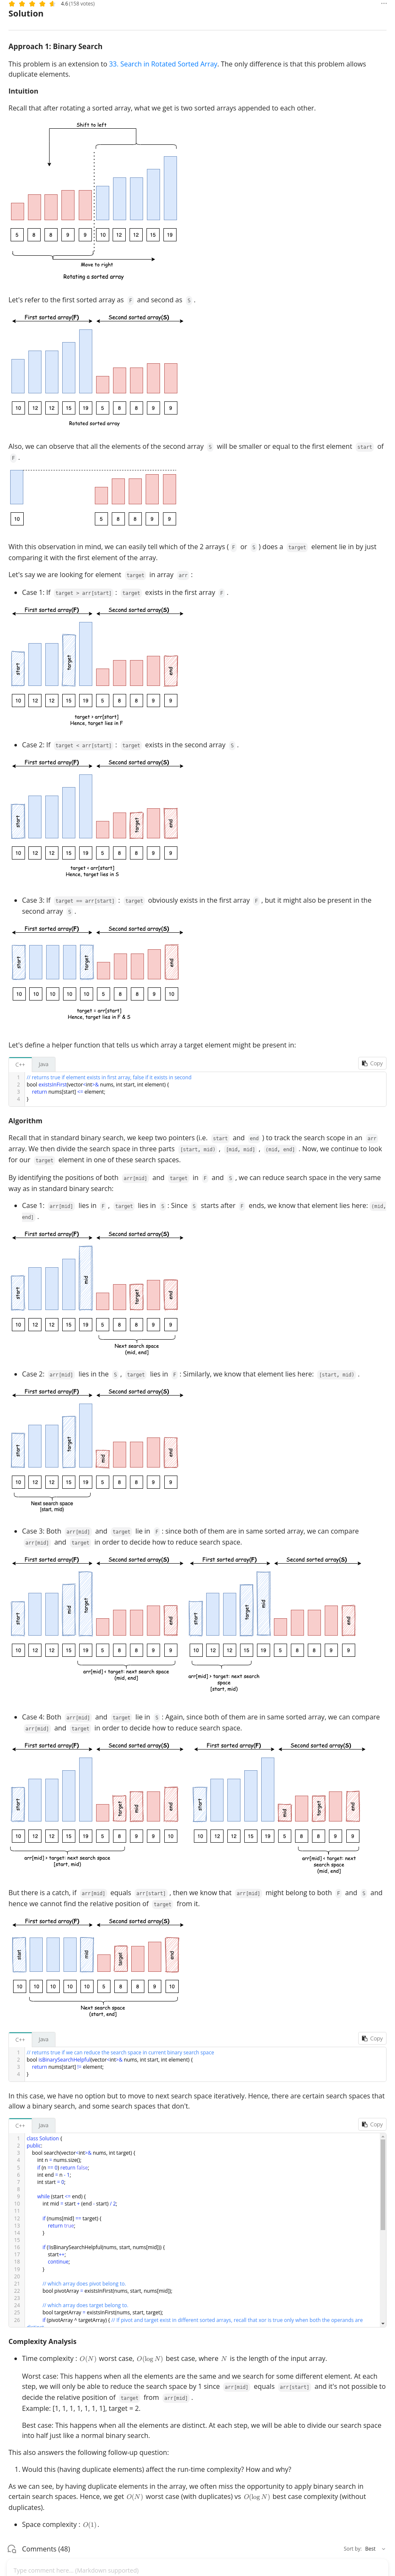 4.6 (158 votes)
Solution
Approach 1: Binary Search
This problem is an extension to 33. Search in Rotated Sorted Array. The only difference is that this problem allows
duplicate elements.
Intuition
Recall that after rotating a sorted array, what we get is two sorted arrays appended to each other.
Shift to left
5 8 8 9 9 10 12 12 15 19
Move to right
Rotating a sorted array
Let's refer to the first sorted array as F and second as S .
First sorted array(F) Second sorted array(S)
10 12 12 15 19 5 8 8 9 9
Rotated sorted array
Also, we can observe that all the elements of the second array S will be smaller or equal to the first element start of
F .
10 5 8 8 9 9
With this observation in mind, we can easily tell which of the 2 arrays ( F or S ) does a target element lie in by just
comparing it with the first element of the array.
Let's say we are looking for element target in array arr :
Case 1: If target > arr[start] : target exists in the first array F .
First sorted array(F) Second sorted array(S)
start target end
10 12 12 15 19 5 8 8 9 9
target > arr[start]
Hence, target lies in F
Case 2: If target < arr[start] : target exists in the second array S .
First sorted array(F) Second sorted array(S)
start target end
10 12 12 15 19 5 8 8 9 9
target < arr[start]
Hence, target lies in S
Case 3: If target == arr[start] : target obviously exists in the first array F , but it might also be present in the
second array S .
First sorted array(F) Second sorted array(S)
start target end
10 10 10 10 10 5 8 8 9 10
target = arr[start]
Hence, target lies in F & S
Let's define a helper function that tells us which array a target element might be present in:
C++ Java Copy
1 // returns true if element exists in first array, false if it exists in second
2 bool existsInFirst(vector<int>& nums, int start, int element) {
3 return nums[start] <= element;
4 }
Algorithm
Recall that in standard binary search, we keep two pointers (i.e. start and end ) to track the search scope in an arr
array. We then divide the search space in three parts [start, mid) , [mid, mid] , (mid, end] . Now, we continue to look
for our target element in one of these search spaces.
By identifying the positions of both arr[mid] and target in F and S , we can reduce search space in the very same
way as in standard binary search:
Case 1: arr[mid] lies in F , target lies in S : Since S starts after F ends, we know that element lies here: (mid,
end] .
First sorted array(F) Second sorted array(S)
start mid target end
10 12 12 15 19 5 8 8 9 9
Next search space
(mid, end]
Case 2: arr[mid] lies in the S , target lies in F : Similarly, we know that element lies here: [start, mid) .
First sorted array(F) Second sorted array(S)
start target mid end
10 12 12 15 19 5 8 8 9 9
Next search space
[start, mid)
Case 3: Both arr[mid] and target lie in F : since both of them are in same sorted array, we can compare
arr[mid] and target in order to decide how to reduce search space.
First sorted array(F) Second sorted array(S) First sorted array(F) Second sorted array(S)
start mid target end start target mid end
10 12 12 15 19 5 8 8 9 9 10 12 12 15 19 5 8 8 9 9
arr[mid] < target: next search space
(mid, end]
arr[mid] > target: next search
space
[start, mid)
Case 4: Both arr[mid] and target lie in S : Again, since both of them are in same sorted array, we can compare
arr[mid] and target in order to decide how to reduce search space.
First sorted array(F) Second sorted array(S) First sorted array(F) Second sorted array(S)
start target mid end start mid target end
10 12 12 15 19 5 8 8 9 10 10 12 12 15 19 5 8 8 9 9
arr[mid] > target: next search space
[start, mid)
arr[mid] < target: next
search space
(mid, end]
But there is a catch, if arr[mid] equals arr[start] , then we know that arr[mid] might belong to both F and S and
hence we cannot find the relative position of target from it.
First sorted array(F) Second sorted array(S)
start mid target end
10 10 10 10 10 5 8 8 9 10
Next search space
(start, end]
C++ Java Copy
1 // returns true if we can reduce the search space in current binary search space
2 bool isBinarySearchHelpful(vector<int>& nums, int start, int element) {
3 return nums[start] != element;
4 }
In this case, we have no option but to move to next search space iteratively. Hence, there are certain search spaces that
allow a binary search, and some search spaces that don't.
C++ Java Copy
1 class Solution {
2 public:
3 bool search(vector<int>& nums, int target) {
4 int n = nums.size();
5 if (n == 0) return false;
6 int end = n - 1;
7 int start = 0;
8
9 while (start <= end) {
10 int mid = start + (end - start) / 2;
11
12 if (nums[mid] == target) {
13 return true;
14 }
15
16 if (!isBinarySearchHelpful(nums, start, nums[mid])) {
17 start++;
18 continue;
19 }
20
21 // which array does pivot belong to.
22 bool pivotArray = existsInFirst(nums, start, nums[mid]);
23
24 // which array does target belong to.
25 bool targetArray = existsInFirst(nums, start, target);
26 if (pivotArray ^ targetArray) { // If pivot and target exist in different sorted arrays, recall that xor is true only when both the operands are
Complexity Analysis
Time complexity : O(N) worst case, O(log N) best case, where N is the length of the input array.
Worst case: This happens when all the elements are the same and we search for some different element. At each
step, we will only be able to reduce the search space by 1 since arr[mid] equals arr[start] and it's not possible to
decide the relative position of target from arr[mid] .
Example: [1, 1, 1, 1, 1, 1, 1], target = 2.
Best case: This happens when all the elements are distinct. At each step, we will be able to divide our search space
into half just like a normal binary search.
This also answers the following follow-up question:
1. Would this (having duplicate elements) affect the run-time complexity? How and why?
As we can see, by having duplicate elements in the array, we often miss the opportunity to apply binary search in
certain search spaces. Hence, we get O(N) worst case (with duplicates) vs O(log N) best case complexity (without
duplicates).
Space complexity : O(1).
Comments (48) Sort by: Best
Type comment here... (Markdown supported)